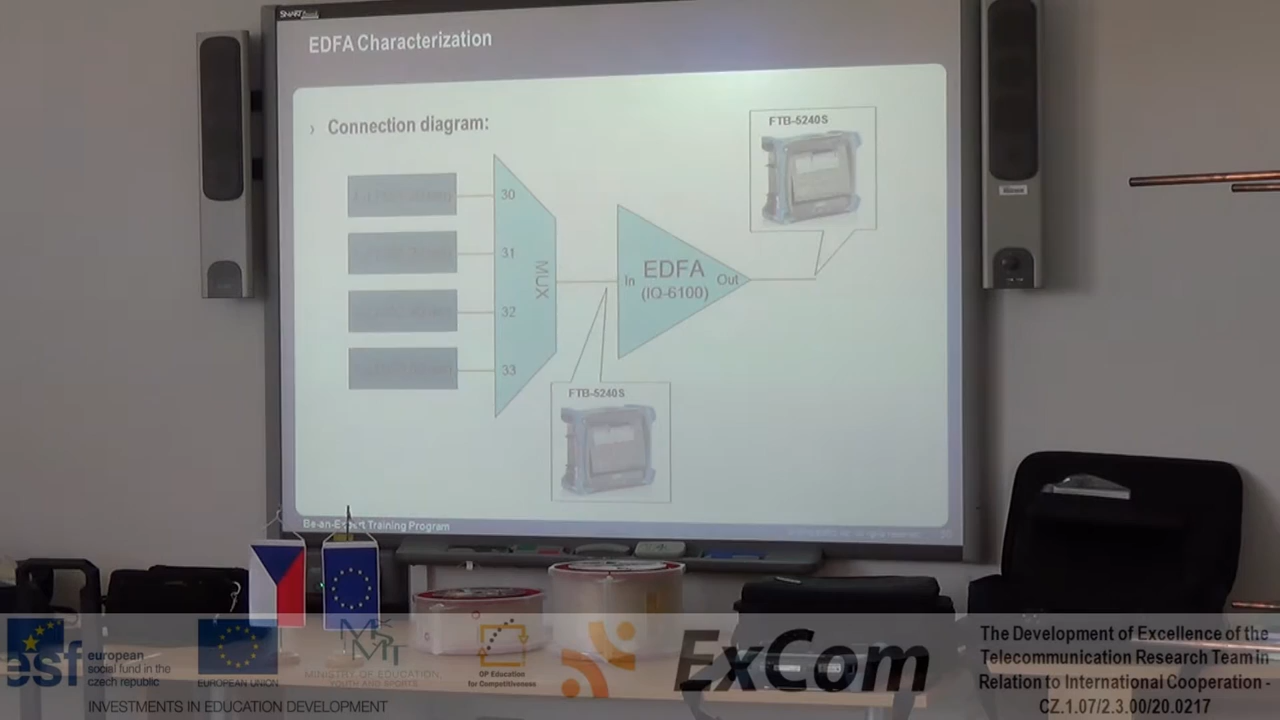 SMART
EDFA Characterization
› Connection diagram:
FTB-5240S
30
31
32
33
MUX
In
EDFA
(IQ-6100)
Out
FTB-5240S
Be-an-Expert Training Program
esf
european
social fund in the
czech republic
EUROPEAN UNION
MINISTRY OF EDUCATION,
YOUTH AND SPORTS
OP Education
for Competitiveness
INVESTMENTS IN EDUCATION DEVELOPMENT
ExCom
The Development of Excellence of the
Telecommunication Research Team in
Relation to International Cooperation -
CZ.1.07/2.3.00/20.0217